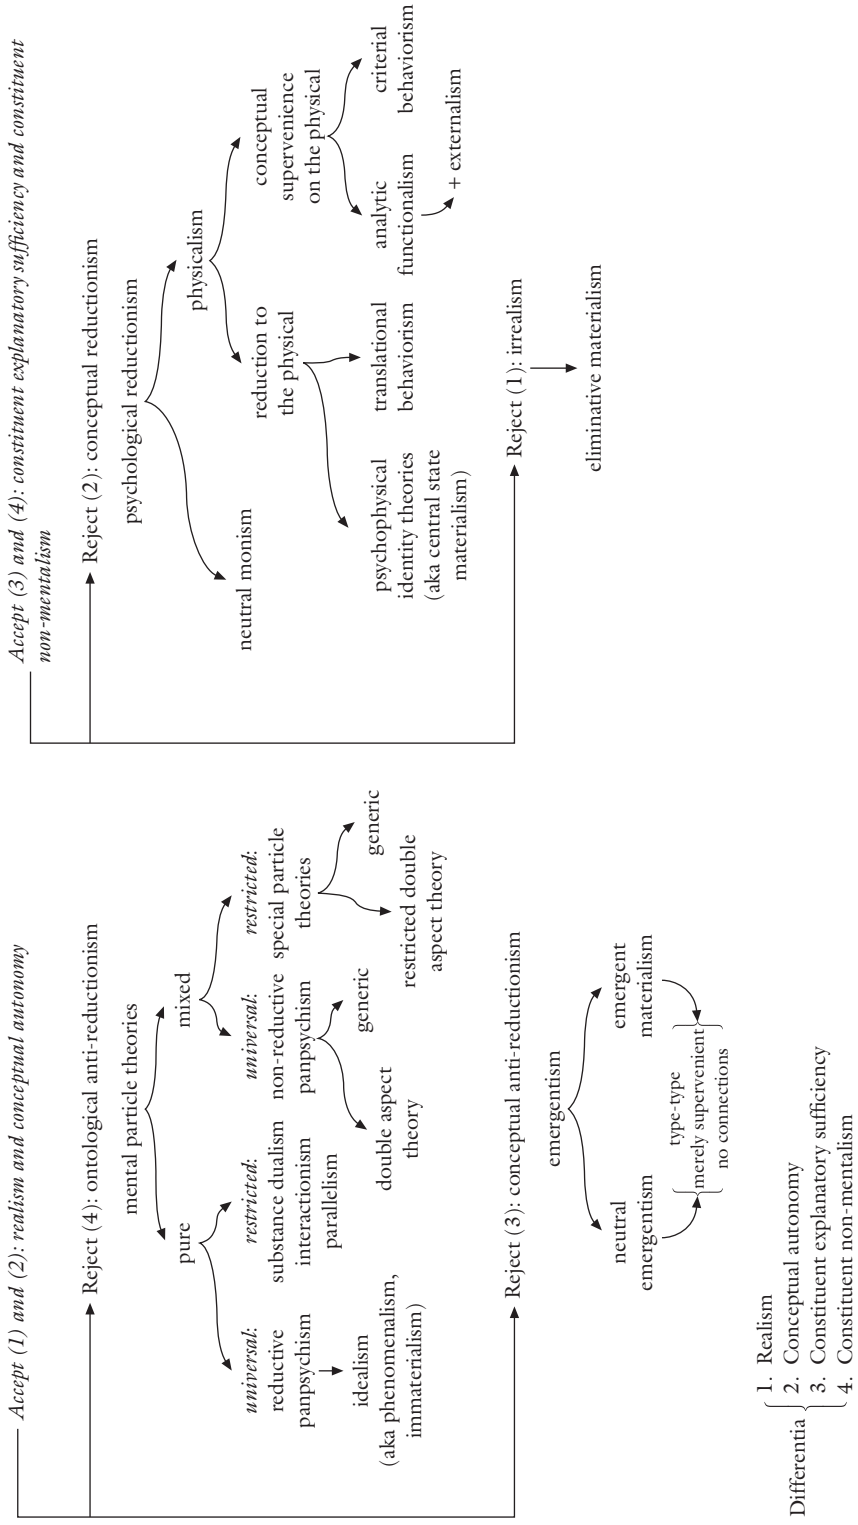 Accept (1) and (2): realism and conceptual autonomy
Reject (4): ontological anti-reductionism
mental particle theories
pure
mixed
universal:
reductive
panpsychism
restricted:
substance dualism
interactionism
parallelism
universal:
non-reductive
panpsychism
restricted:
special particle
theories
idealism
(aka phenomenalism,
immaterialism)
double aspect
theory
generic
restricted double
aspect theory
generic
Reject (3): conceptual anti-reductionism
emergentism
neutral
emergentism
emergent
materialism
type-type
merely supervenient
no connections
Differentia
1. Realism
2. Conceptual autonomy
3. Constituent explanatory sufficiency
4. Constituent non-mentalism
Accept (3) and (4): constituent explanatory sufficiency and constituent
non-mentalism
Reject (2): conceptual reductionism
psychological reductionism
neutral monism
physicalism
reduction to
the physical
conceptual
supervenience
on the physical
psychophysical
identity theories
(aka central state
materialism)
translational
behaviorism
analytic
functionalism
criterial
behaviorism
+ externalism
Reject (1): irrealism
eliminative materialism